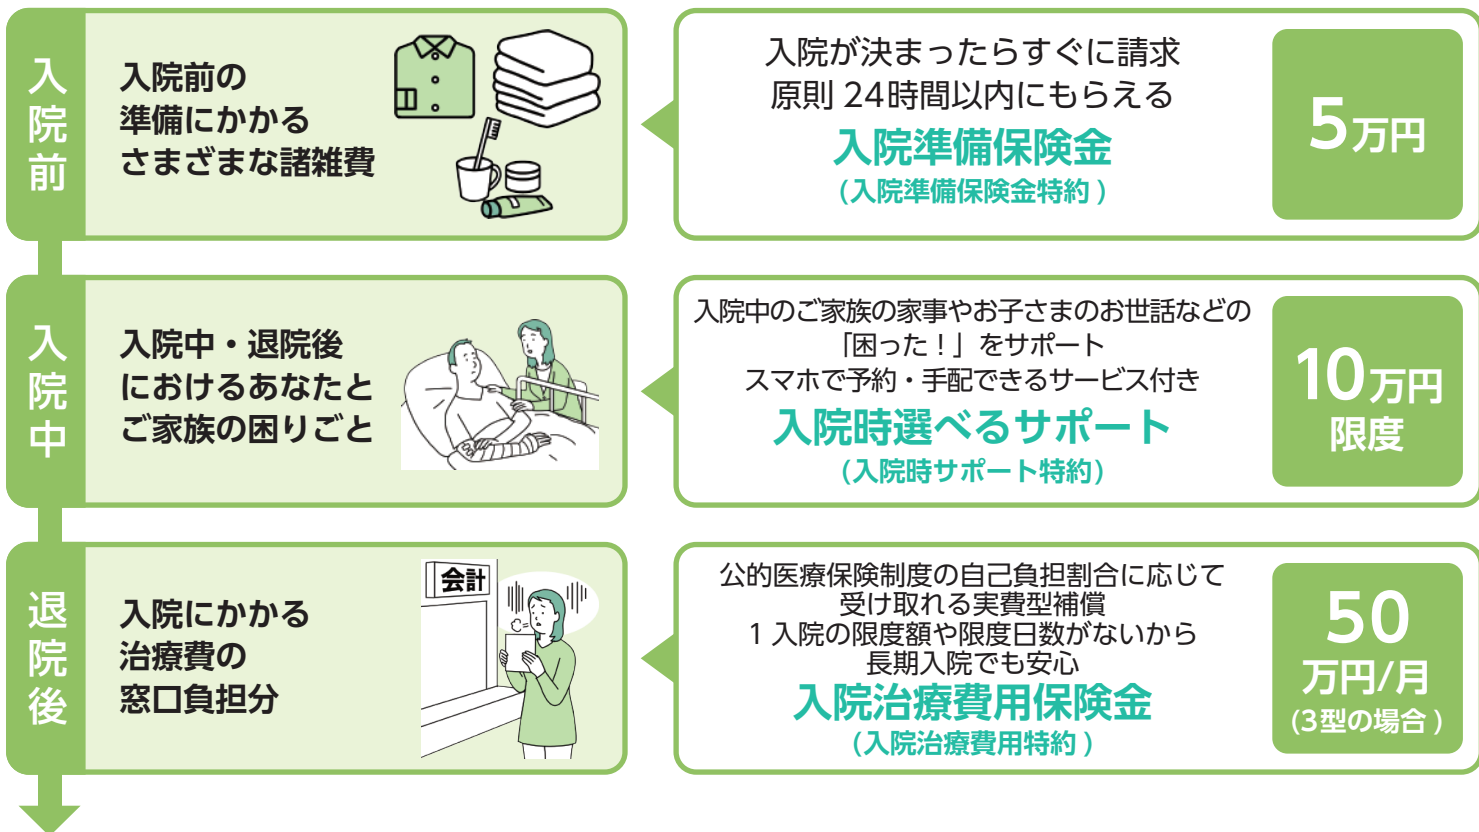 入院前
入院前の
準備にかかる
さまざまな諸雑費
入院が決まったらすぐに請求
原則 24時間以内にもらえる
入院準備保険金
(入院準備保険金特約)
5万円
入院中
入院中・退院後
におけるあなたと
ご家族の困りごと
入院中のご家族の家事やお子さまのお世話などの
「困った！」をサポート
スマホで予約・手配できるサービス付き
入院時選べるサポート
(入院時サポート特約)
10万円
限度
退院後
入院にかかる
治療費の
窓口負担分
会計
公的医療保険制度の自己負担割合に応じて
受け取れる実費型補償
1入院の限度額や限度日数がないから
長期入院でも安心
入院治療費用保険金
(入院治療費用特約)
50
万円/月
(3型の場合)